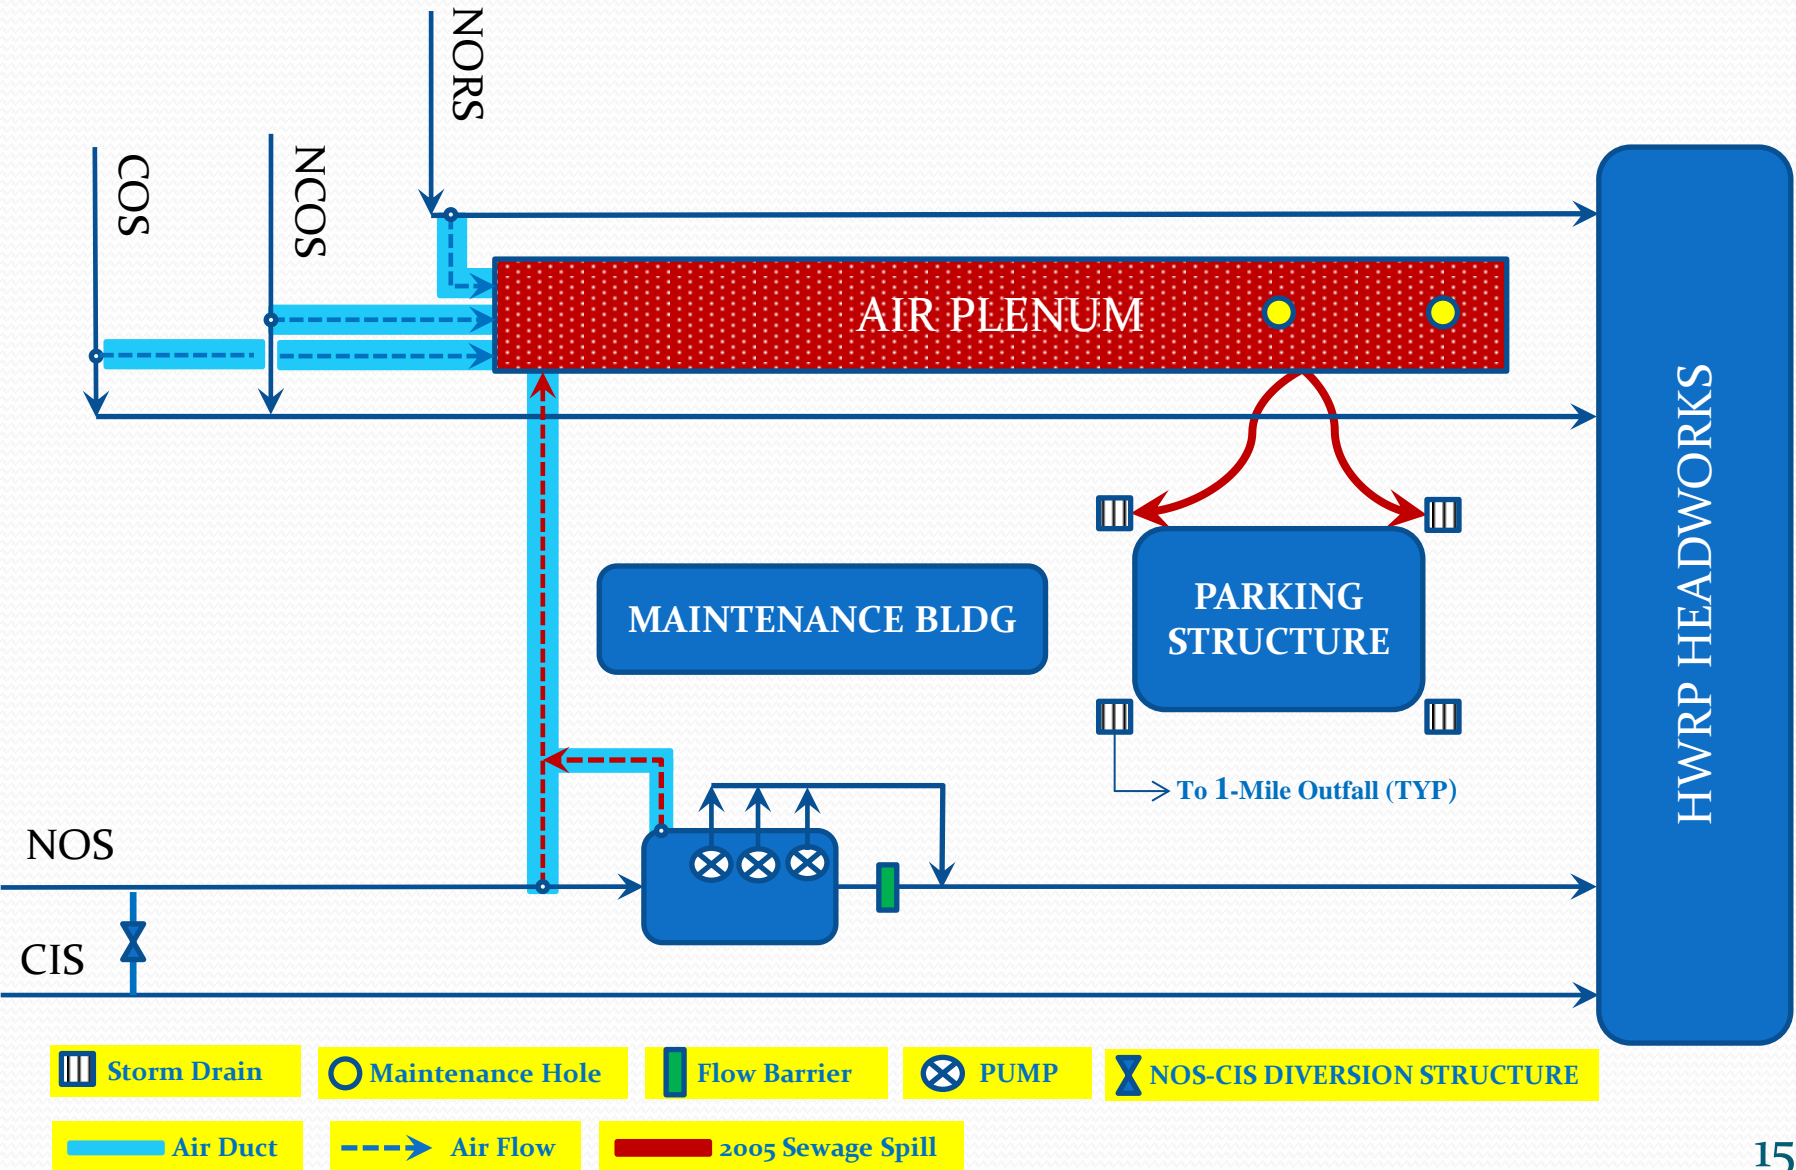 NORS
COS
NCOS
AIR PLENUM
HWRP HEADWORKS
MAINTENANCE BLDG
PARKING
STRUCTURE
To 1-Mile Outfall (TYP)
NOS
CIS
Storm Drain
Maintenance Hole
Flow Barrier
PUMP
NOS-CIS DIVERSION STRUCTURE
Air Duct
Air Flow
2005 Sewage Spill
15